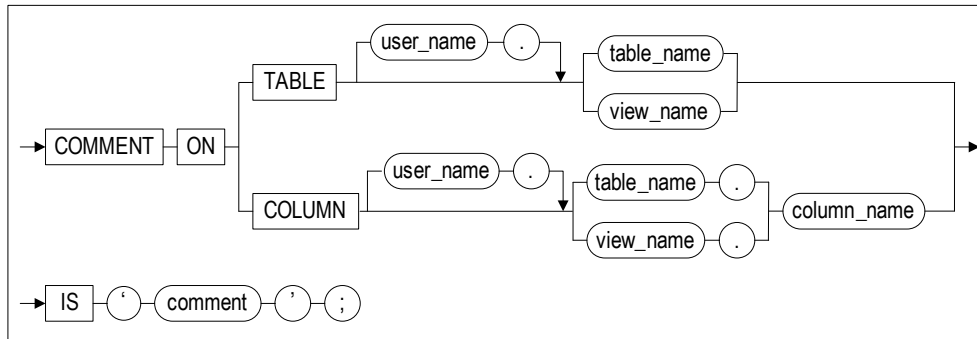 user_name .
table_name
TABLE
view_name
COMMENT ON
user_name .
table_name .
COLUMN
column_name
view_name .
IS ‘ comment ’ ;